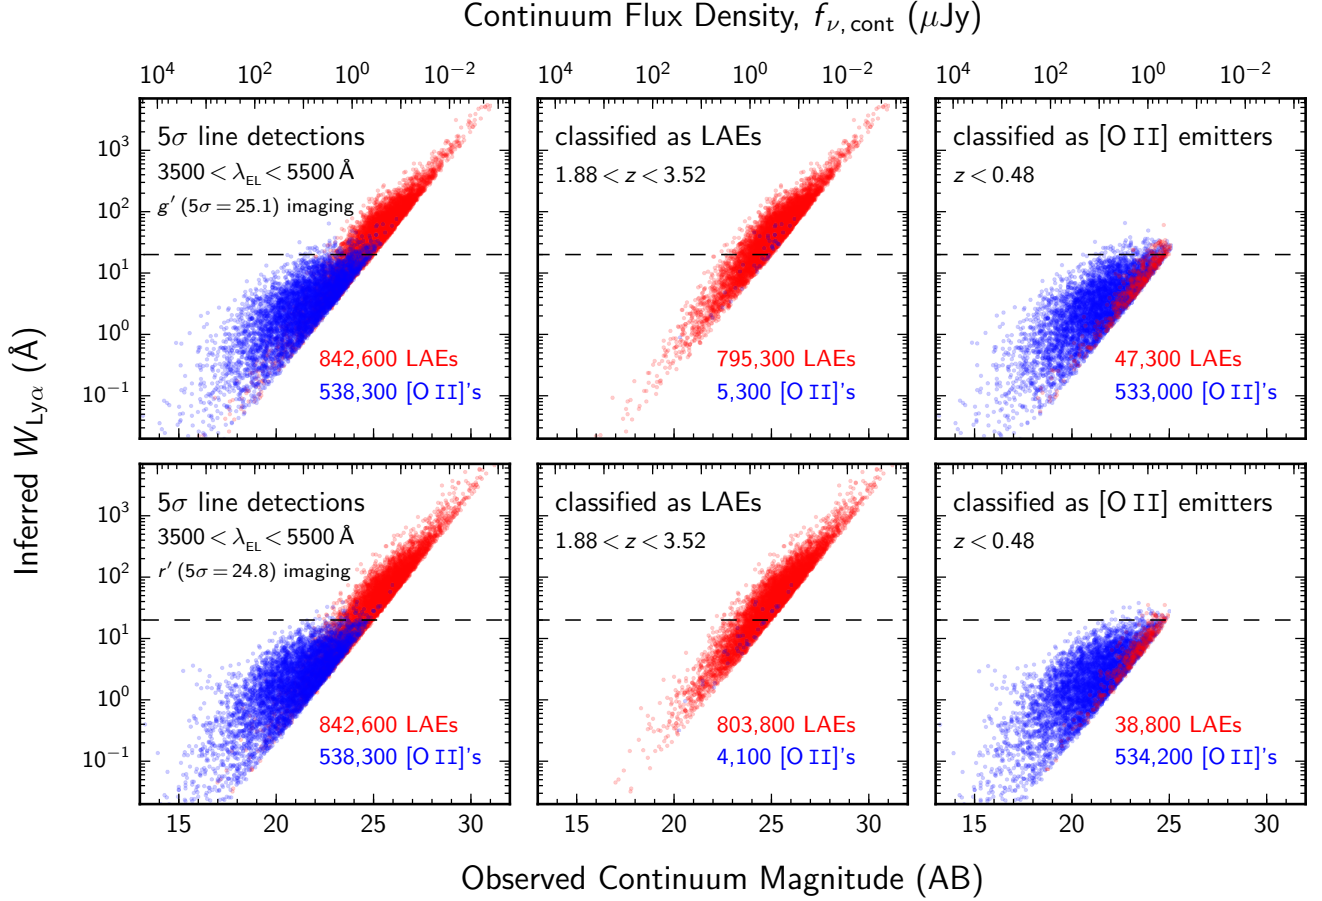 Continuum Flux Density, f_ν,cont (μJy)
10^4 10^2 10^0 10^−2 10^4 10^2 10^0 10^−2 10^4 10^2 10^0 10^−2
5σ line detections
3500 < λ_EL < 5500 Å
g′ (5σ = 25.1) imaging
842,600 LAEs
538,300 [O II]'s
classified as LAEs
1.88 < z < 3.52
795,300 LAEs
5,300 [O II]'s
classified as [O II] emitters
z < 0.48
47,300 LAEs
533,000 [O II]'s
10^3
10^2
10^1
10^0
10^−1
Inferred W_Lyα (Å)
5σ line detections
3500 < λ_EL < 5500 Å
r′ (5σ = 24.8) imaging
842,600 LAEs
538,300 [O II]'s
classified as LAEs
1.88 < z < 3.52
803,800 LAEs
4,100 [O II]'s
classified as [O II] emitters
z < 0.48
38,800 LAEs
534,200 [O II]'s
10^3
10^2
10^1
10^0
10^−1
15 20 25 30 15 20 25 30 15 20 25 30
Observed Continuum Magnitude (AB)